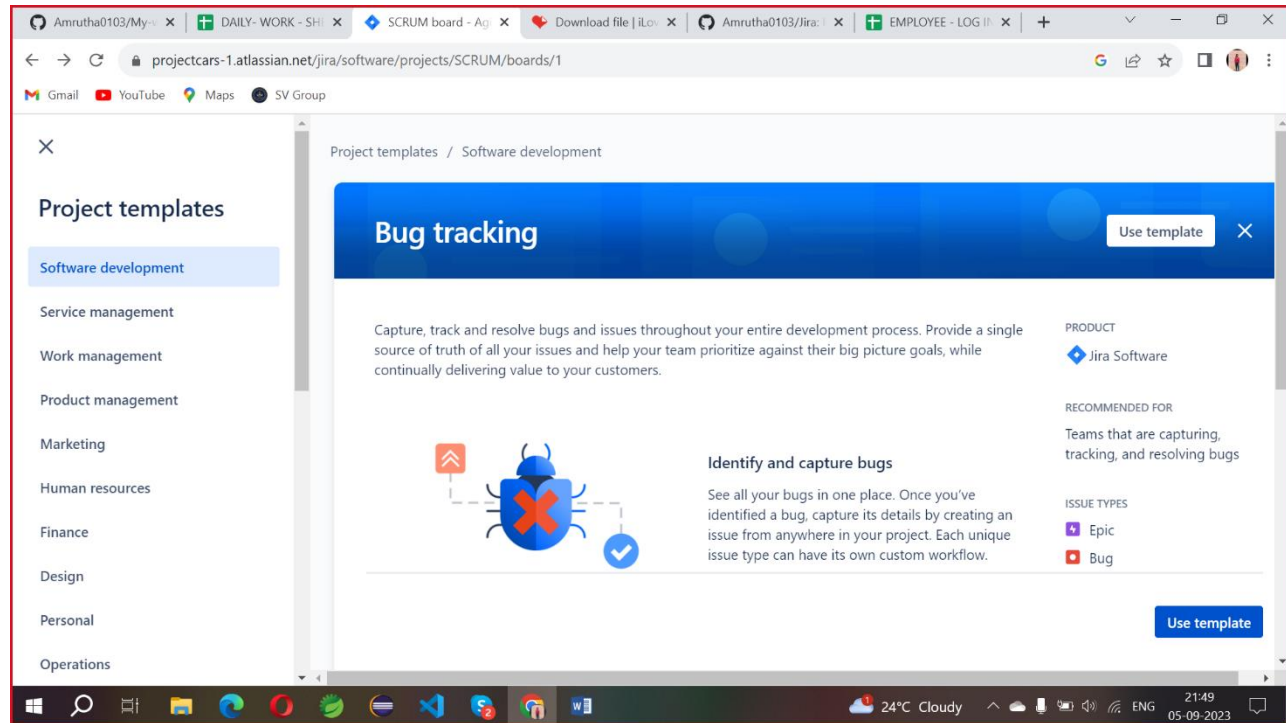 Amrutha0103/My-
DAILY- WORK - SH
SCRUM board - Ag
Download file | iLov
Amrutha0103/Jira:
EMPLOYEE - LOG IN
projectcars-1.atlassian.net/jira/software/projects/SCRUM/boards/1
Gmail YouTube Maps SV Group
Project templates
Software development
Service management
Work management
Product management
Marketing
Human resources
Finance
Design
Personal
Operations
Project templates / Software development
Bug tracking
Use template
Capture, track and resolve bugs and issues throughout your entire development process. Provide a single
source of truth of all your issues and help your team prioritize against their big picture goals, while
continually delivering value to your customers.
Identify and capture bugs
See all your bugs in one place. Once you've
identified a bug, capture its details by creating an
issue from anywhere in your project. Each unique
issue type can have its own custom workflow.
PRODUCT
Jira Software
RECOMMENDED FOR
Teams that are capturing,
tracking, and resolving bugs
ISSUE TYPES
Epic
Bug
Use template
24°C Cloudy
ENG
21:49
05-09-2023